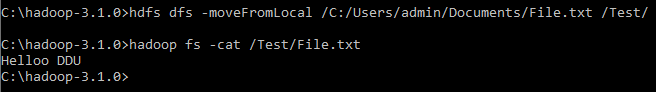 C:\hadoop-3.1.0>hdfs dfs -moveFromLocal /C:/Users/admin/Documents/File.txt /Test/
C:\hadoop-3.1.0>hadoop fs -cat /Test/File.txt
Helloo DDU
C:\hadoop-3.1.0>